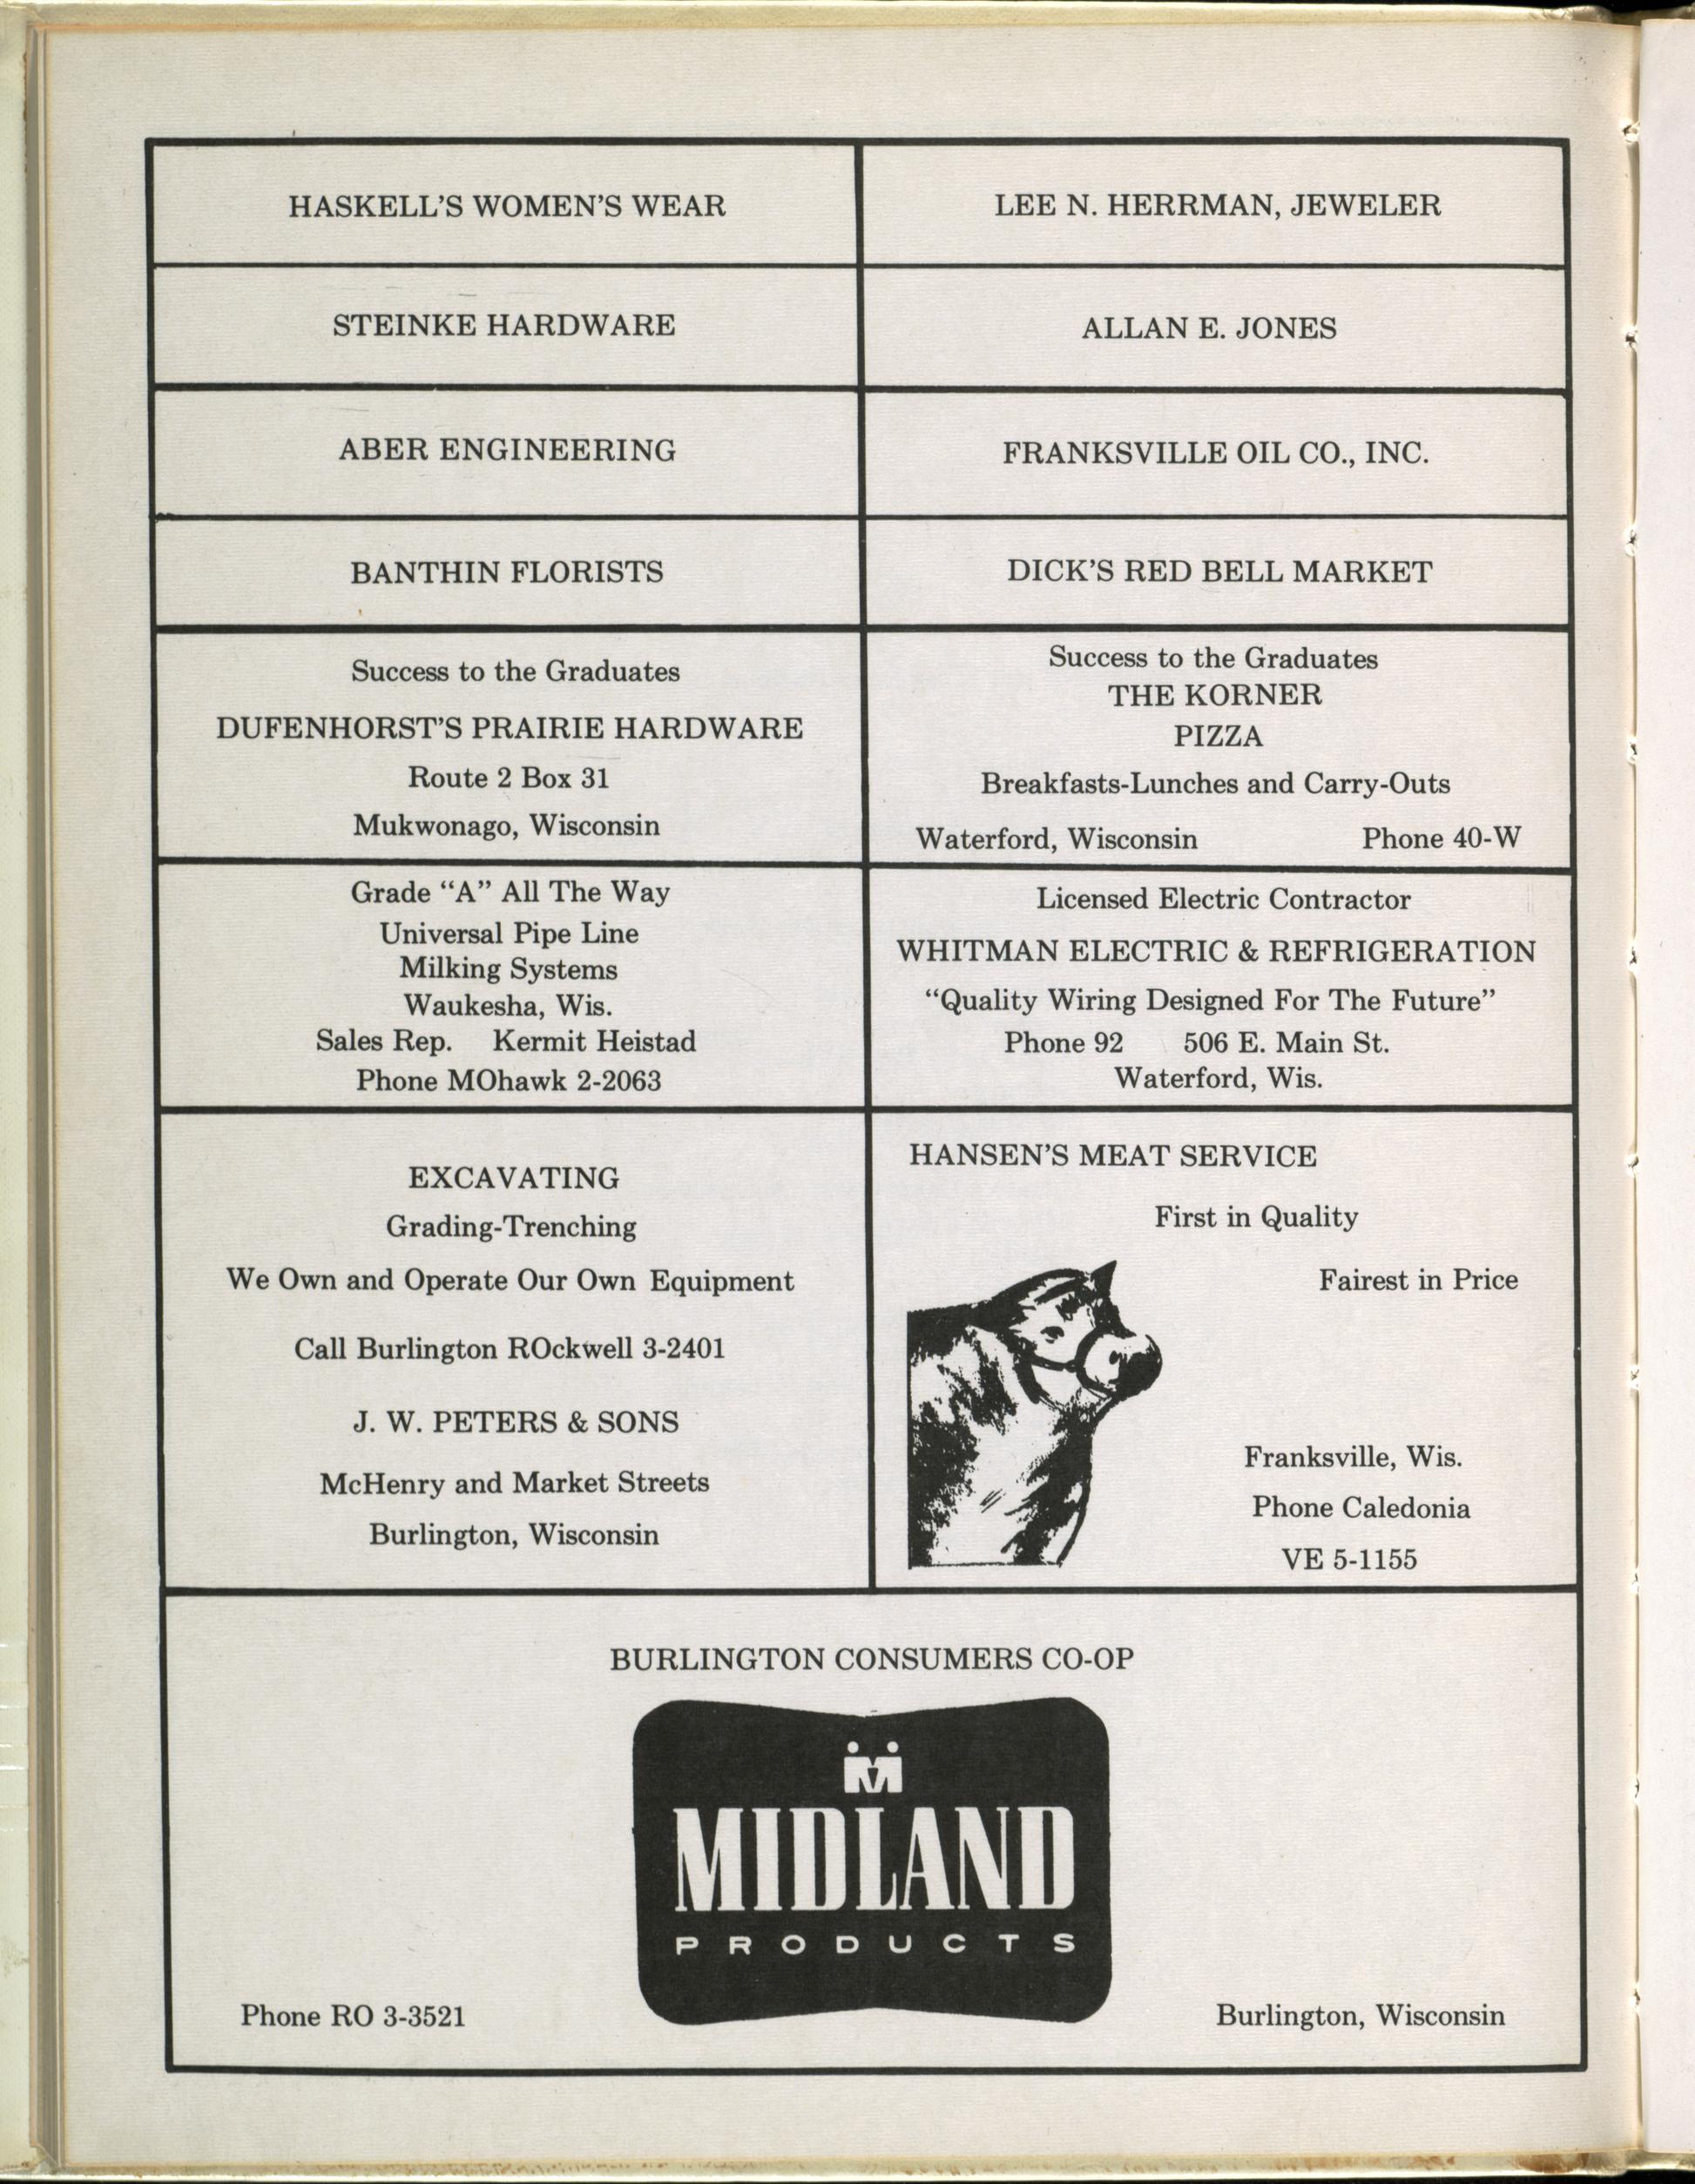 HASKELL'S WOMEN'S WEAR
LEE N. HERRMAN, JEWELER
STEINKE HARDWARE
ALLAN E. JONES
ABER ENGINEERING
FRANKSVILLE OIL CO., INC.
BANTHIN FLORISTS
DICK'S RED BELL MARKET
Success to the Graduates
DUFENHORST'S PRAIRIE HARDWARE
Route 2 Box 31
Mukwonago, Wisconsin
Success to the Graduates
THE KORNER
PIZZA
Breakfasts-Lunches and Carry-Outs
Waterford, Wisconsin Phone 40-W
Grade “A” All The Way
Universal Pipe Line
Milking Systems
Waukesha, Wis.
Sales Rep. Kermit Heistad
Phone MOhawk 2-2063
Licensed Electric Contractor
WHITMAN ELECTRIC & REFRIGERATION
“Quality Wiring Designed For The Future”
Phone 92 506 E. Main St.
Waterford, Wis.
EXCAVATING
Grading-Trenching
We Own and Operate Our Own Equipment
Call Burlington ROckwell 3-2401
J. W. PETERS & SONS
McHenry and Market Streets
Burlington, Wisconsin
HANSEN'S MEAT SERVICE
First in Quality
Fairest in Price
Franksville, Wis.
Phone Caledonia
VE 5-1155
BURLINGTON CONSUMERS CO-OP
M
MIDLAND
PRODUCTS
Phone RO 3-3521 Burlington, Wisconsin